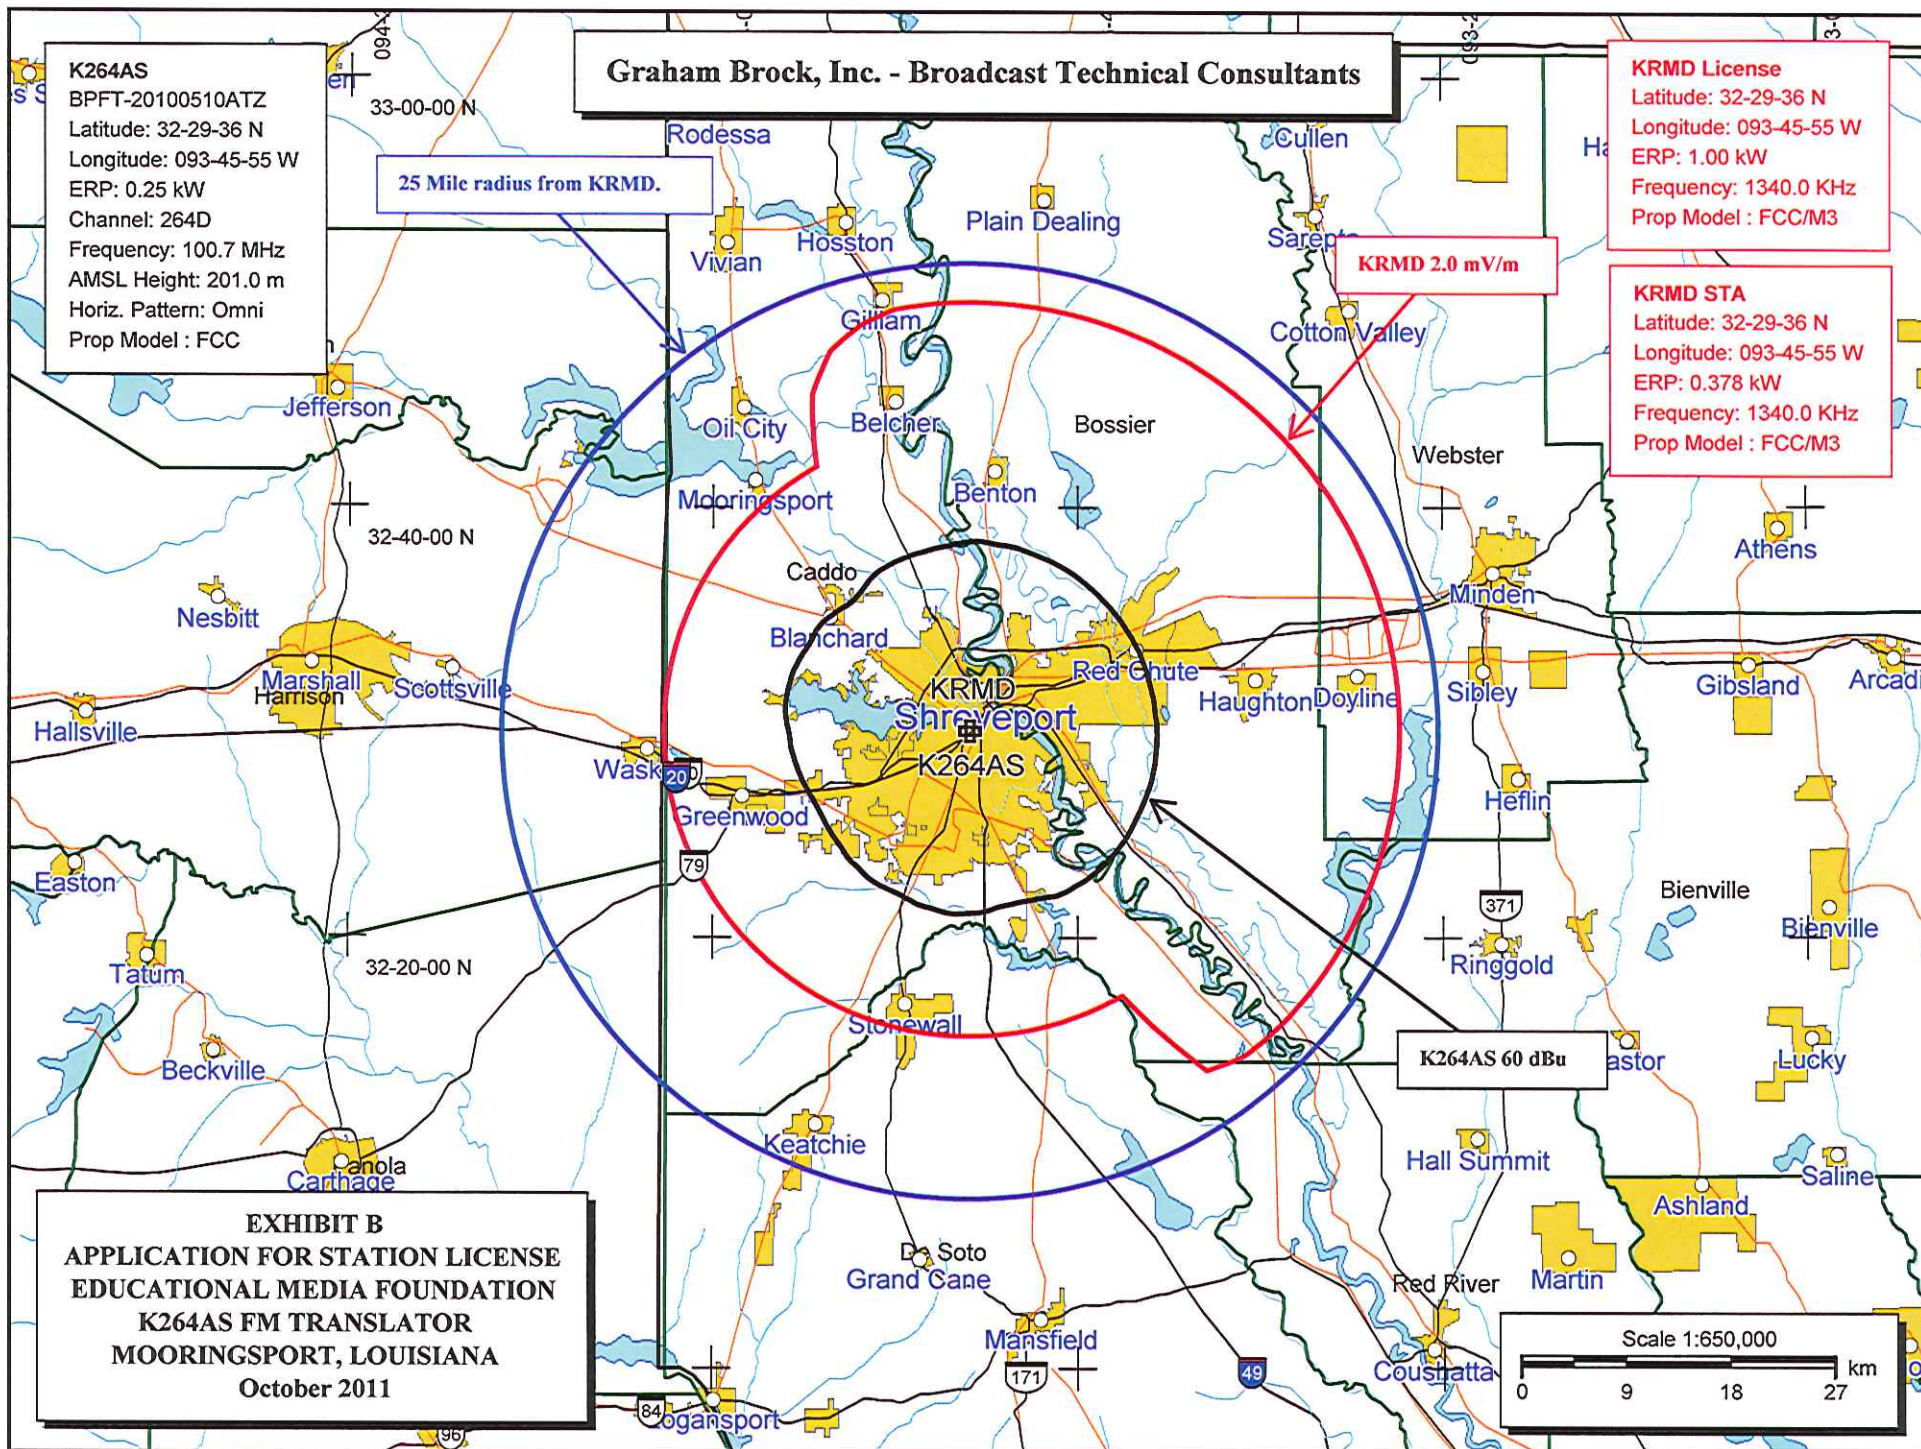 K264AS
BPFT-20100510ATZ
Latitude: 32-29-36 N
Longitude: 093-45-55 W
ERP: 0.25 kW
Channel: 264D
Frequency: 100.7 MHz
AMSL Height: 201.0 m
Horiz. Pattern: Omni
Prop Model : FCC
Graham Brock, Inc. - Broadcast Technical Consultants
KRMD License
Latitude: 32-29-36 N
Longitude: 093-45-55 W
ERP: 1.00 kW
Frequency: 1340.0 KHz
Prop Model : FCC/M3
KRMD STA
Latitude: 32-29-36 N
Longitude: 093-45-55 W
ERP: 0.378 kW
Frequency: 1340.0 KHz
Prop Model : FCC/M3
25 Mile radius from KRMD.
KRMD 2.0 mV/m
33-00-00 N
Rodessa
Cullen
Plain Dealing
Hosston
Vivian
Gilliam
Cotton Valley
Jefferson
Oil City
Belcher
Bossier
Webster
Mooringsport
Benton
32-40-00 N
Athens
Caddo
Minden
Nesbitt
Blanchard
Marshall
Scottsville
Harrison
Red Chute
KRMD
Haughton
Doyline
Sibley
Gibsland
Hallsville
Shreveport
K264AS
20
Greenwood
Heflin
79
Easton
371
Bienville
Bienville
Ringgold
Tatum
32-20-00 N
Stonewall
Beckville
K264AS 60 dBu
astor
Lucky
Keatchie
Hall Summit
Saline
anola
Carthage
Ashland
De Soto
Grand Cane
Red River
Martin
Mansfield
Coushatta
171
49
84
ogansport
96
EXHIBIT B
APPLICATION FOR STATION LICENSE
EDUCATIONAL MEDIA FOUNDATION
K264AS FM TRANSLATOR
MOORINGSPORT, LOUISIANA
October 2011
Scale 1:650,000
km
0 9 18 27